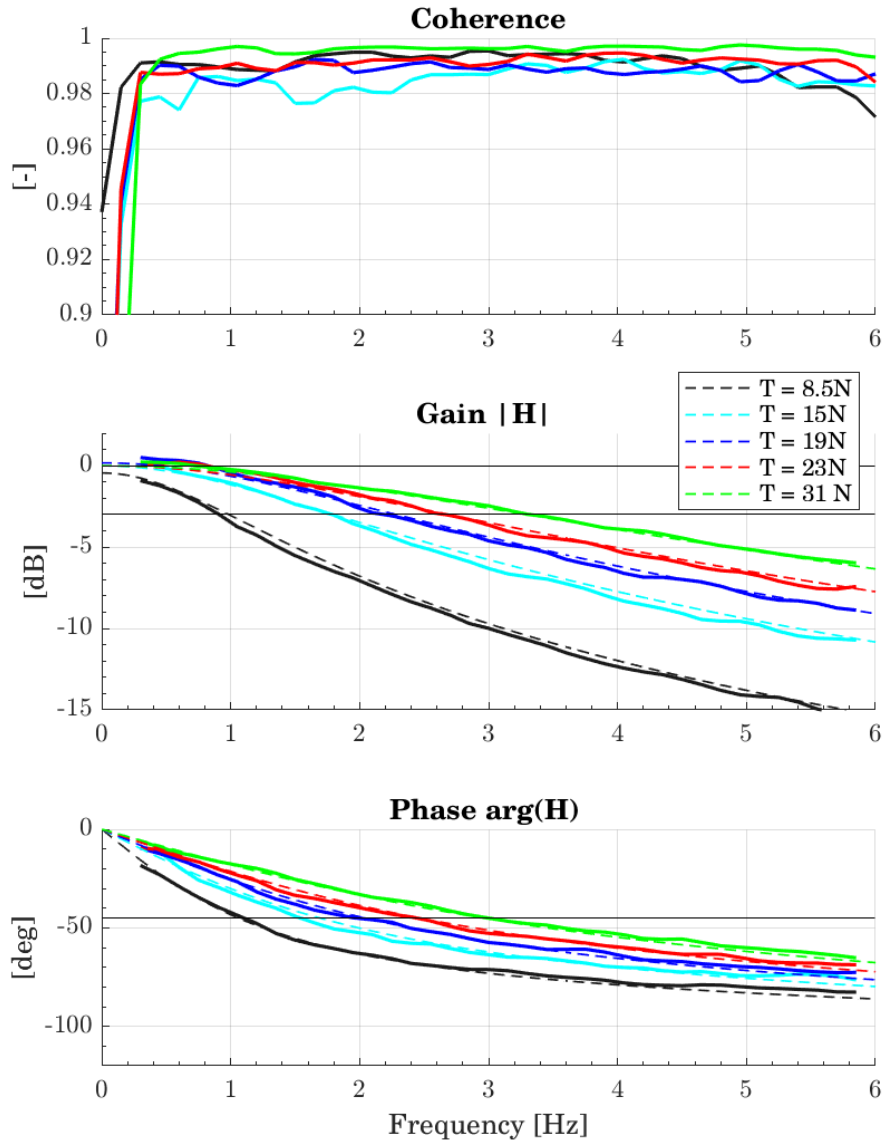 Coherence
1
0.98
0.96
0.94
0.92
0.9
[-]
0 1 2 3 4 5 6
Gain |H|
T = 8.5N
T = 15N
T = 19N
T = 23N
T = 31 N
0
-5
-10
-15
[dB]
0 1 2 3 4 5 6
Phase arg(H)
0
-50
-100
[deg]
0 1 2 3 4 5 6
Frequency [Hz]